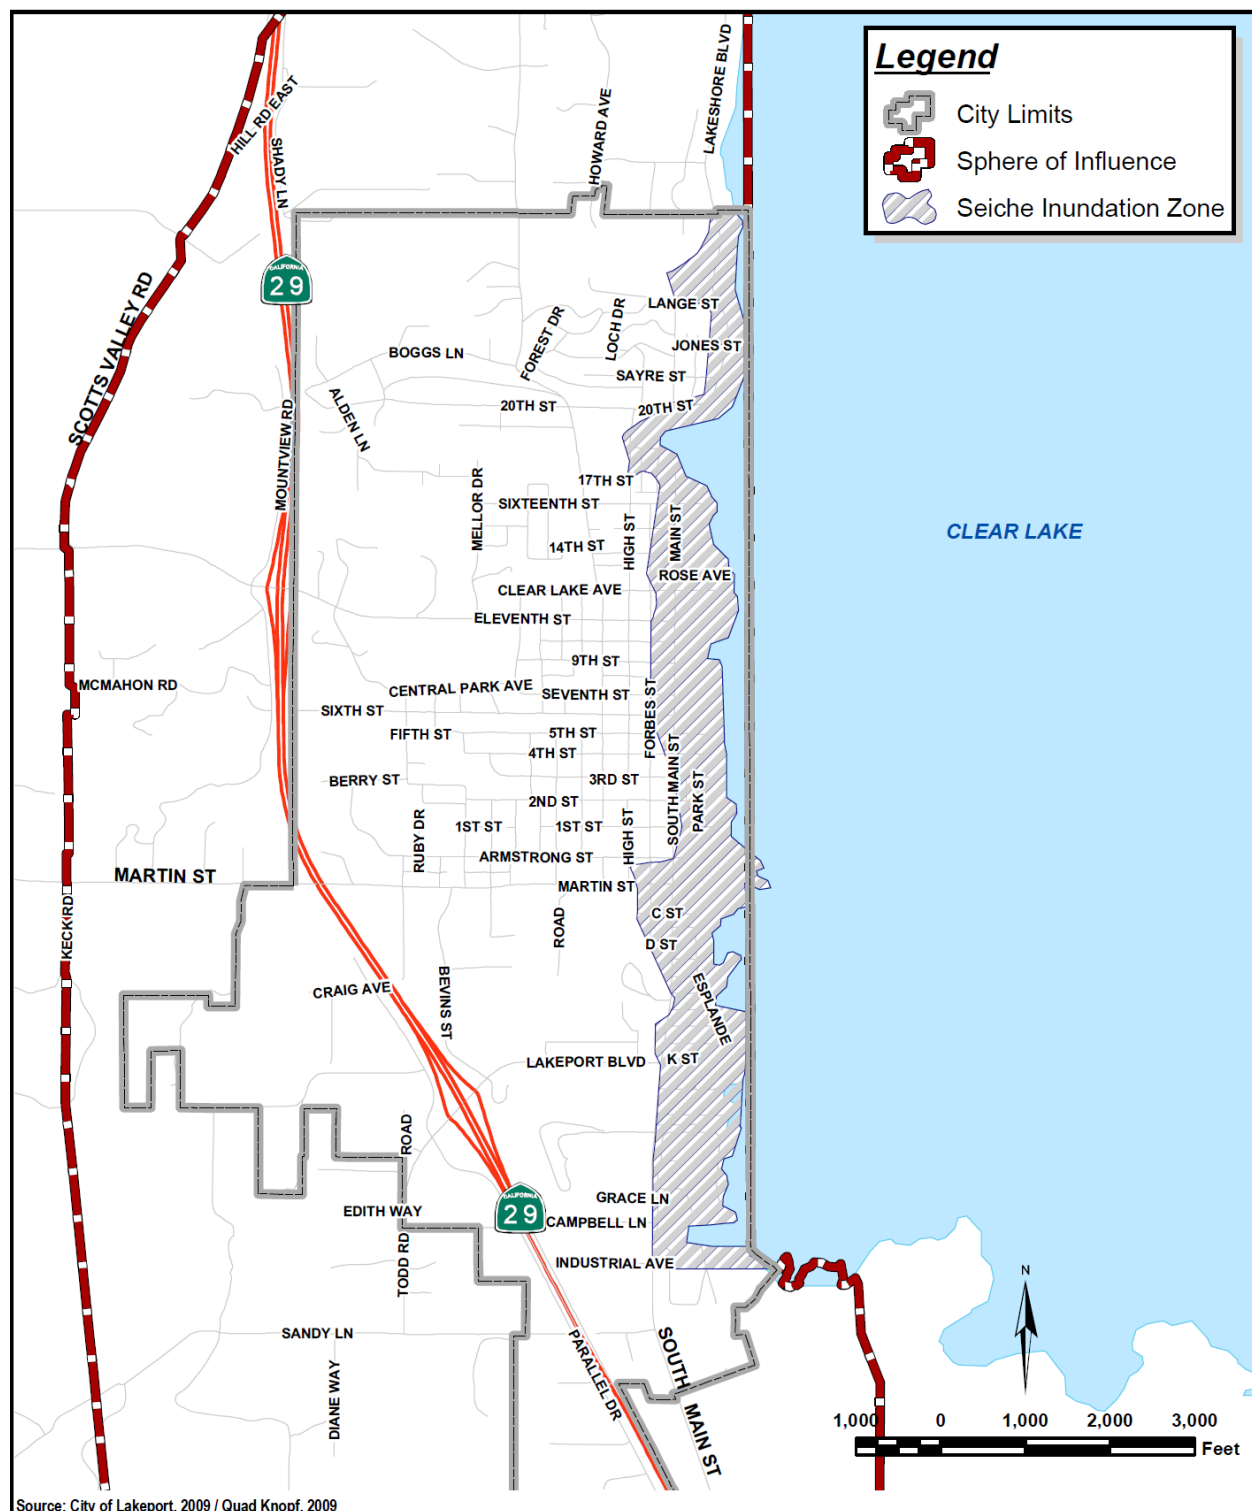 Legend
City Limits
Sphere of Influence
Seiche Inundation Zone
LAKESHORE BLVD
HOWARD AVE
HILL RD EAST
SHADY LN
CALIFORNIA
29
SCOTTS VALLEY RD
LANGE ST
LOCH DR
FOREST DR
JONES ST
BOGGS LN
SAYRE ST
20TH ST
20TH ST
ALDEN LN
MOUNTVIEW RD
17TH ST
MELLOR DR
SIXTEENTH ST
MAIN ST
HIGH ST
14TH ST
CLEAR LAKE
ROSE AVE
CLEAR LAKE AVE
ELEVENTH ST
9TH ST
MCMAHON RD
CENTRAL PARK AVE
SEVENTH ST
SIXTH ST
FORBES ST
FIFTH ST
5TH ST
4TH ST
BERRY ST
3RD ST
SOUTH MAIN ST
PARK ST
2ND ST
1ST ST
1ST ST
HIGH ST
RUBY DR
ARMSTRONG ST
MARTIN ST
MARTIN ST
KECK RD
ROAD
C ST
D ST
BEVINS ST
CRAIG AVE
ESPLANDE
LAKEPORT BLVD
K ST
ROAD
GRACE LN
EDITH WAY
CALIFORNIA
29
CAMPBELL LN
TODD RD
INDUSTRIAL AVE
SANDY LN
PARALLEL DR
SOUTH MAIN ST
DIANE WAY
N
1,000 0 1,000 2,000 3,000
Feet
Source: City of Lakeport, 2009 / Quad Knopf, 2009